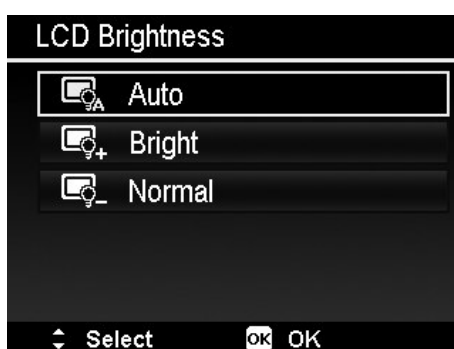 LCD Brightness
A Auto
+ Bright
- Normal
Select OK OK